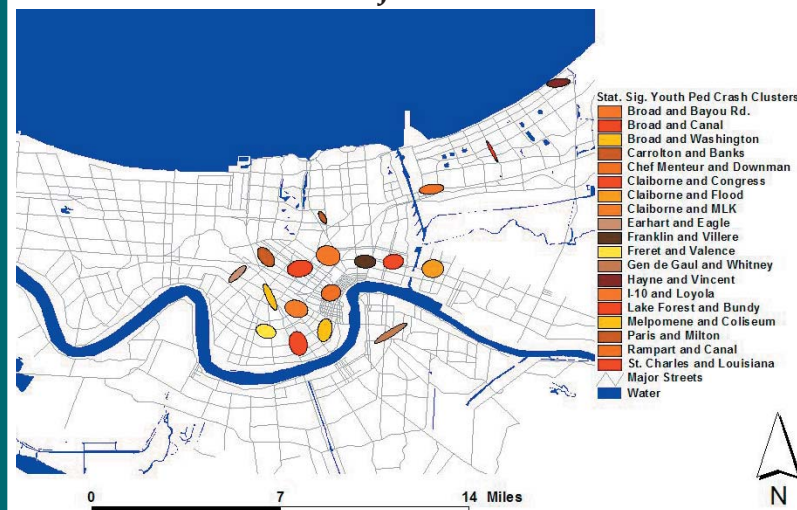 Stat. Sig. Youth Ped Crash Clusters
Broad and Bayou Rd.
Broad and Canal
Broad and Washington
Carrolton and Banks
Chef Menteur and Downman
Claiborne and Congress
Claiborne and Flood
Claiborne and MLK
Earhart and Eagle
Franklin and Villere
Freret and Valence
Gen de Gaul and Whitney
Hayne and Vincent
I-10 and Loyola
Lake Forest and Bundy
Melpomene and Coliseum
Paris and Milton
Rampart and Canal
St. Charles and Louisiana
Major Streets
Water
N
0 7 14 Miles